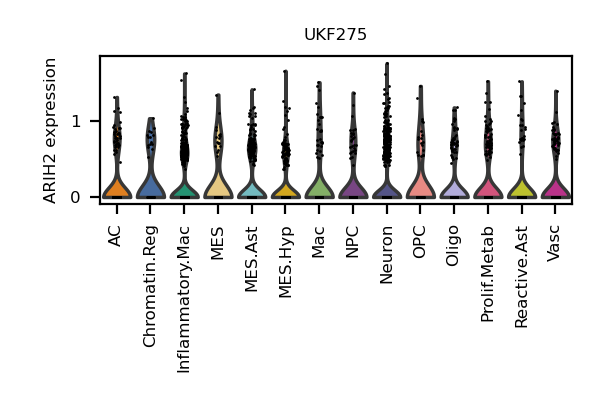 UKF275
ARIH2 expression
1
0
AC
Chromatin.Reg
Inflammatory.Mac
MES
MES.Ast
MES.Hyp
Mac
NPC
Neuron
OPC
Oligo
Prolif.Metab
Reactive.Ast
Vasc